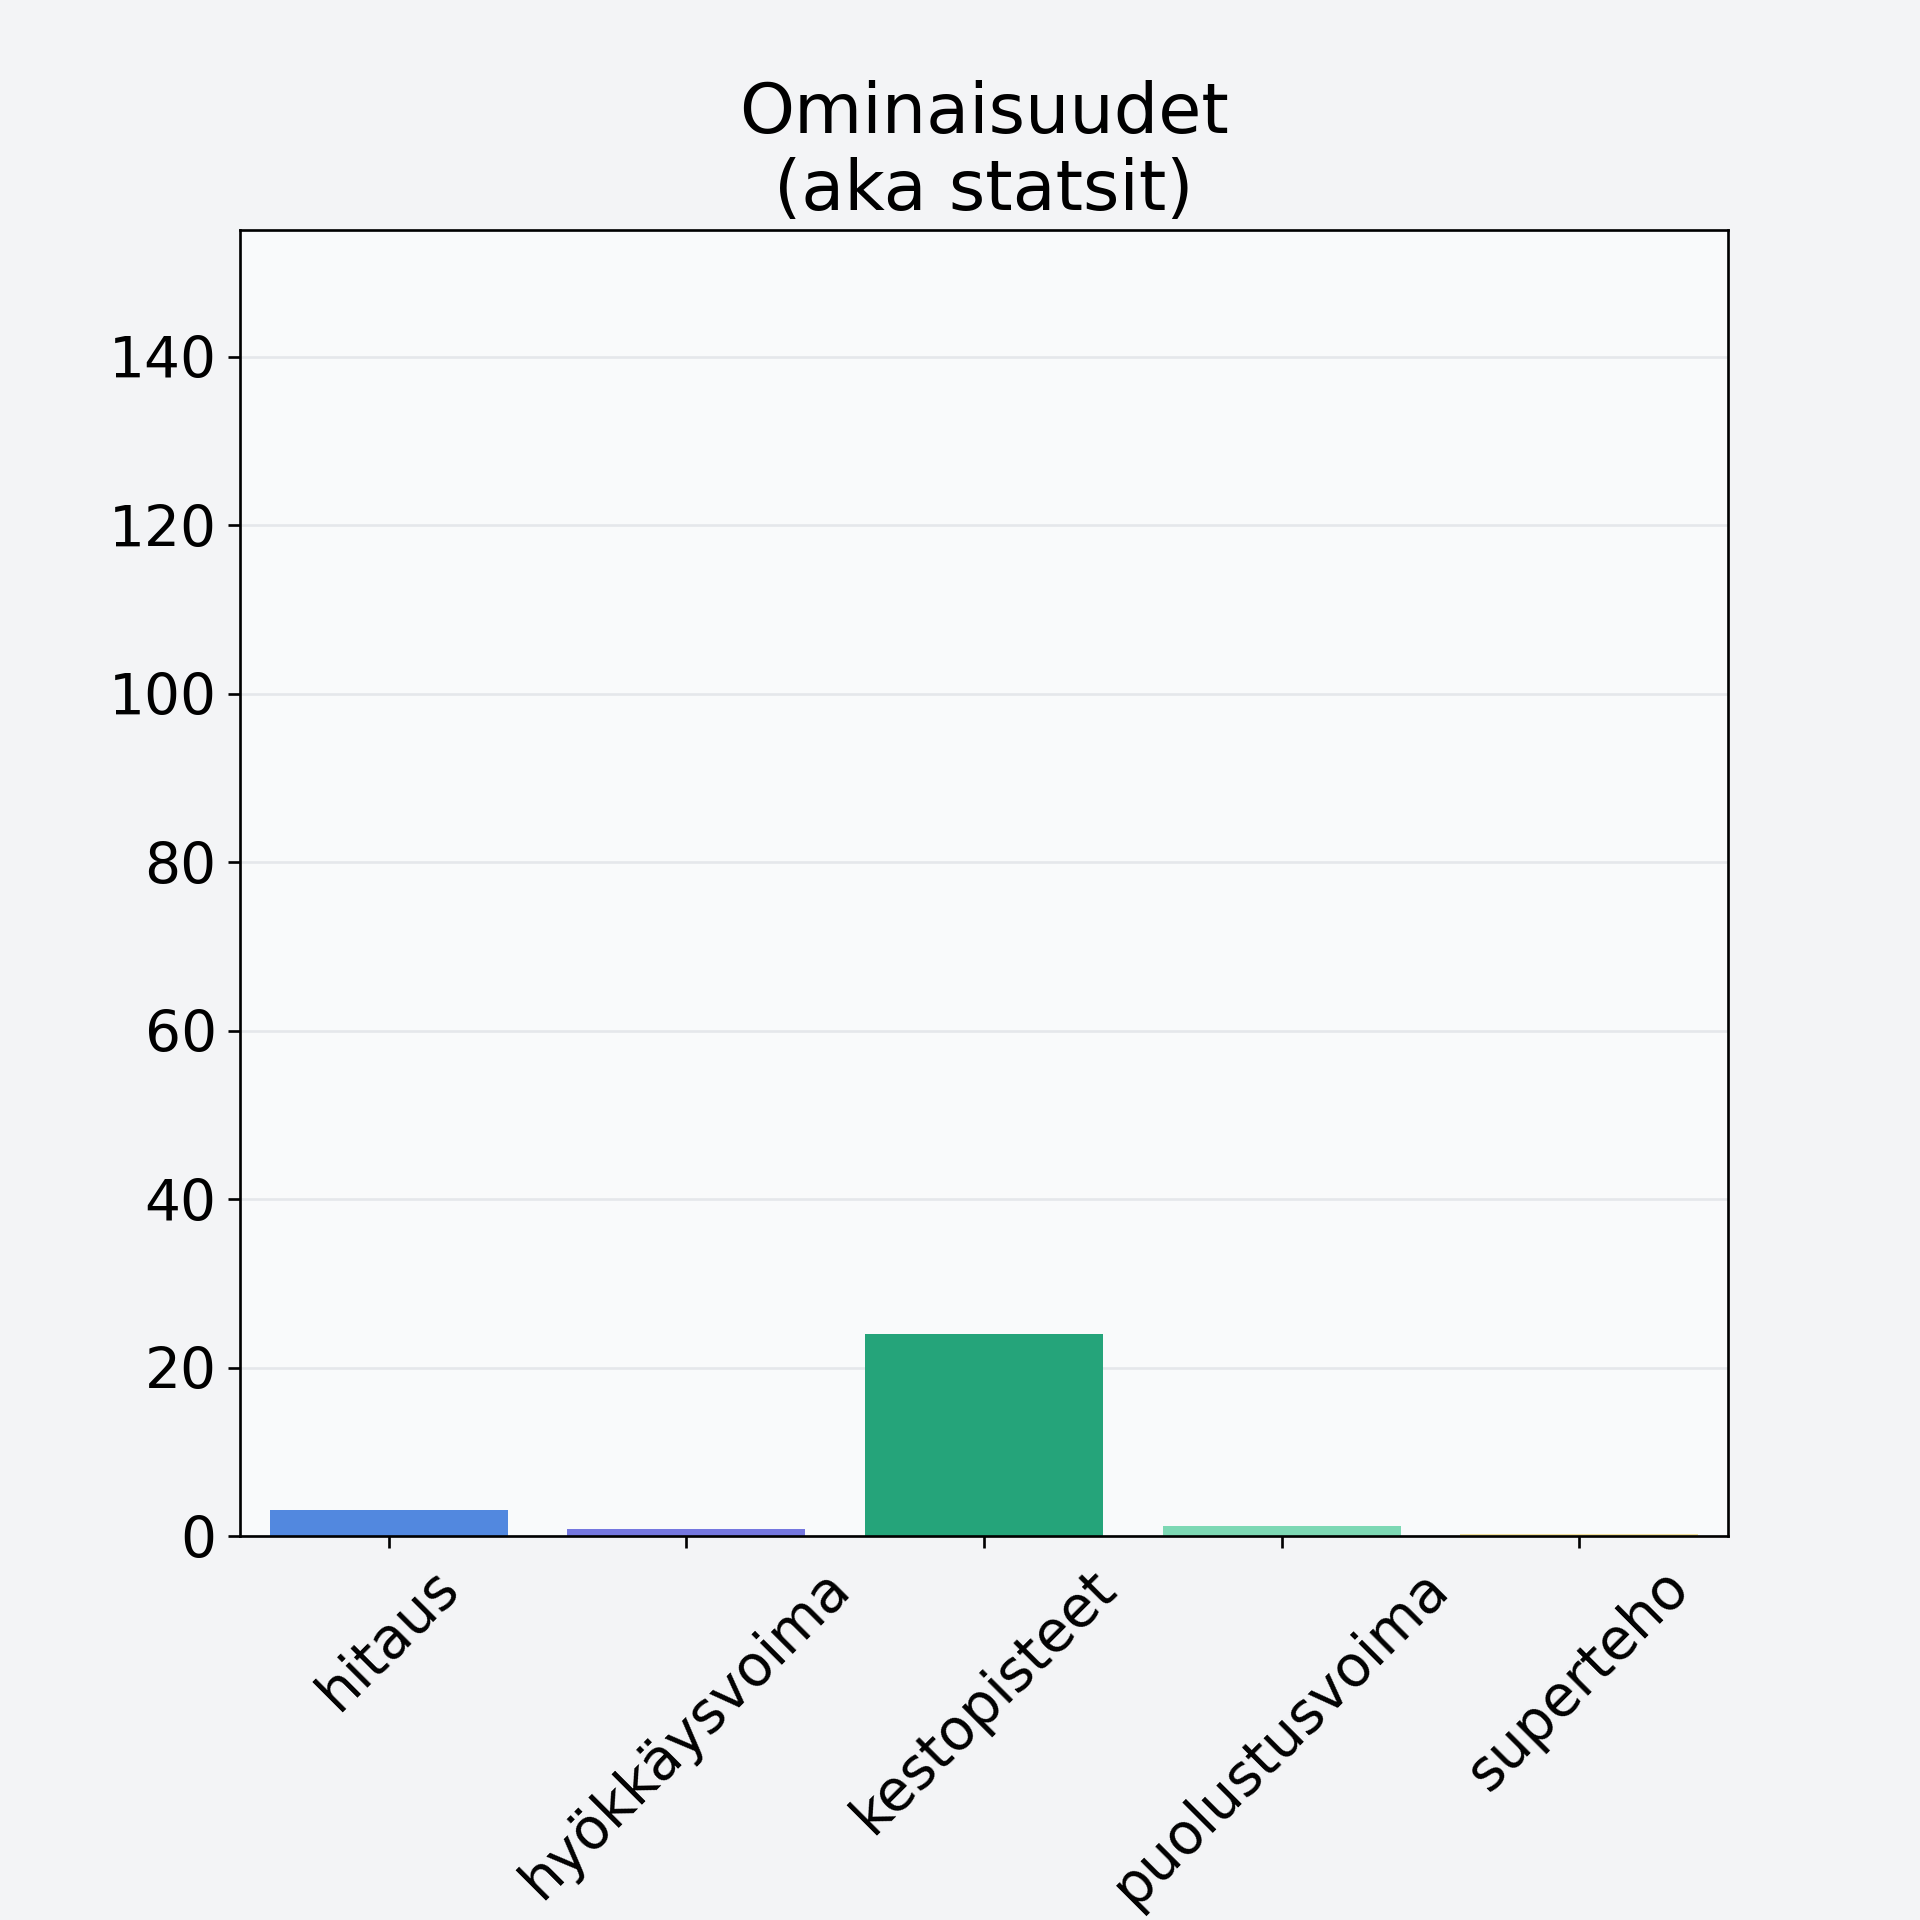 Ominaisuudet
(aka statsit)
140
120
100
80
60
40
20
0
hitaus
hyökkäysvoima
kestopisteet
puolustusvoima
superteho